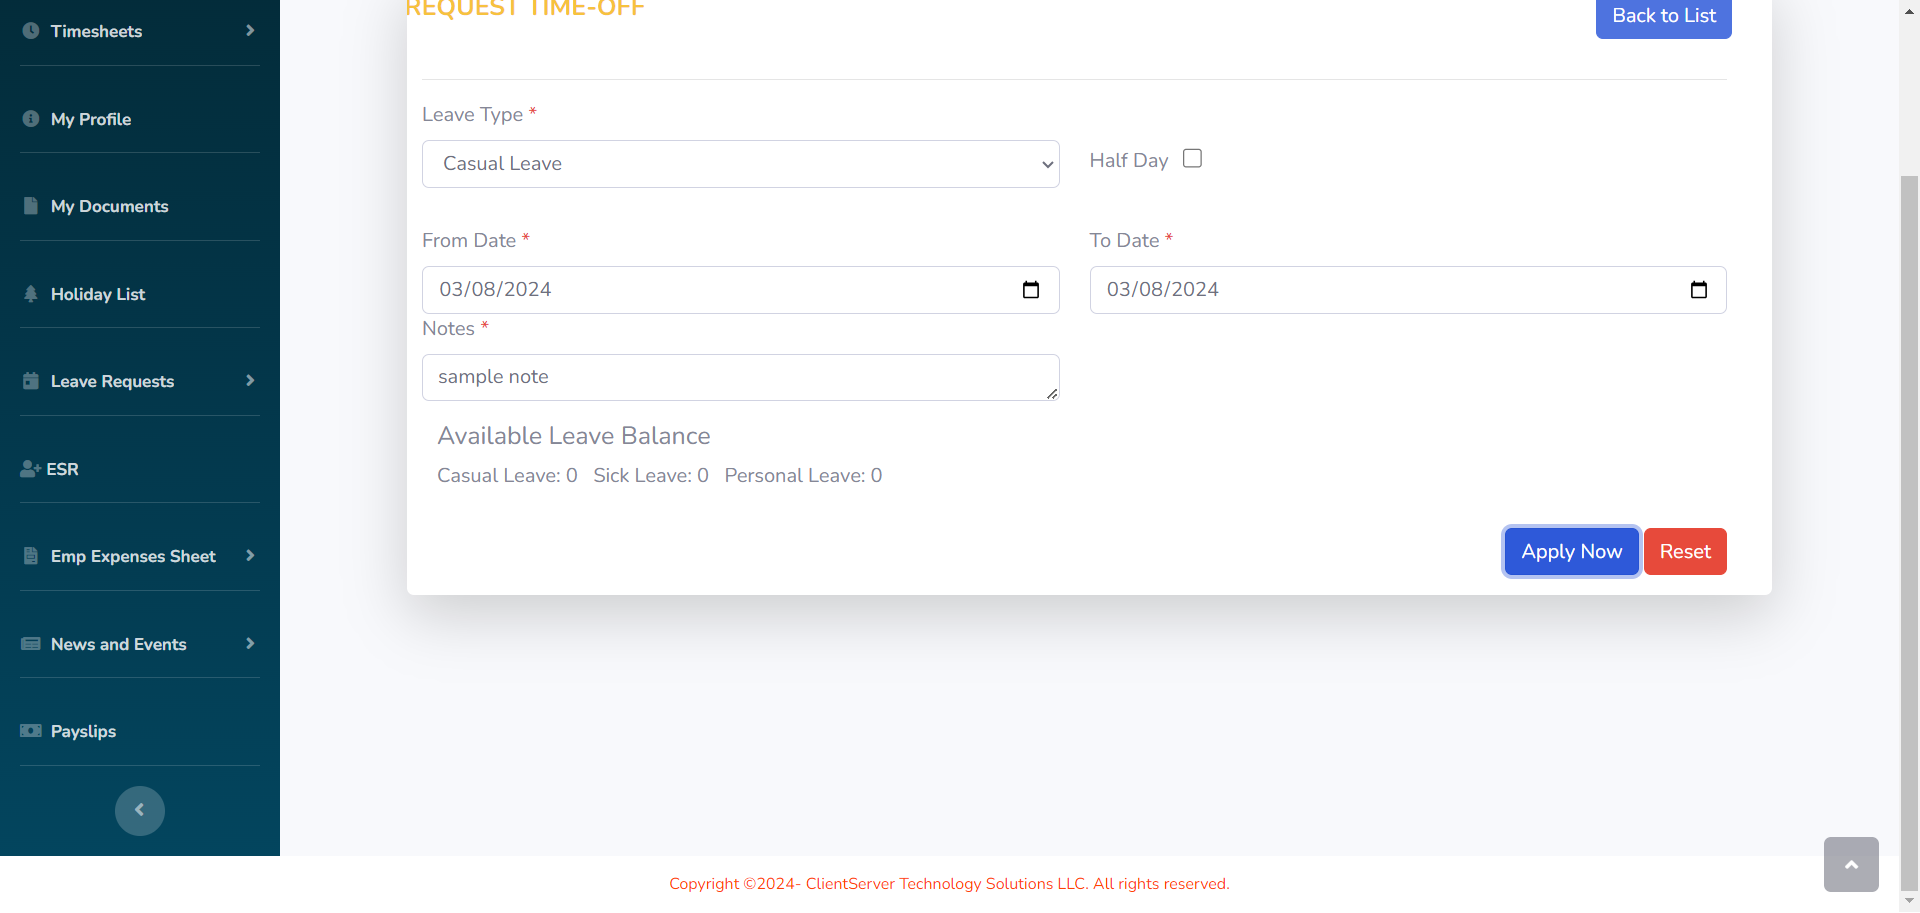 REQUEST TIME-OFF
Back to List
Timesheets
My Profile
My Documents
Holiday List
Leave Requests
ESR
Emp Expenses Sheet
News and Events
Payslips
Leave Type *
Casual Leave
Half Day
From Date *
To Date *
03/08/2024
03/08/2024
Notes *
sample note
Available Leave Balance
Casual Leave: 0 Sick Leave: 0 Personal Leave: 0
Apply Now
Reset
Copyright ©2024- ClientServer Technology Solutions LLC. All rights reserved.